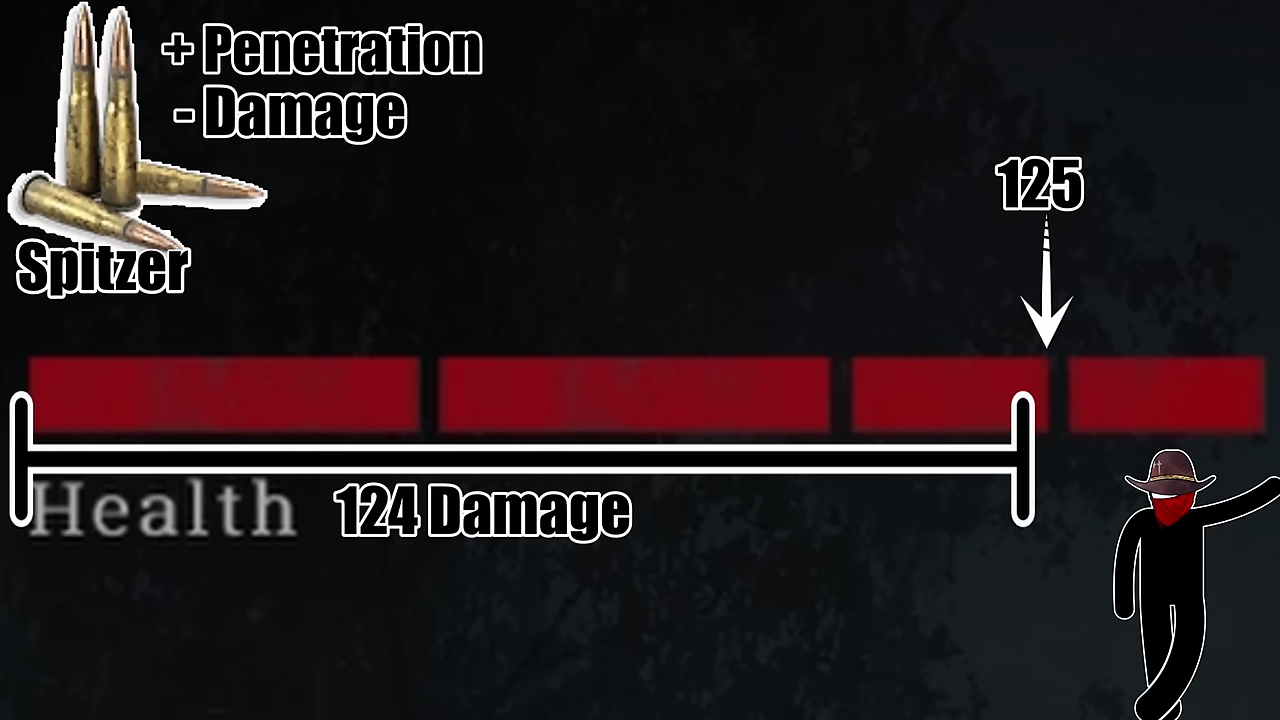 + Penetration
- Damage
Spitzer
125
Health
124 Damage